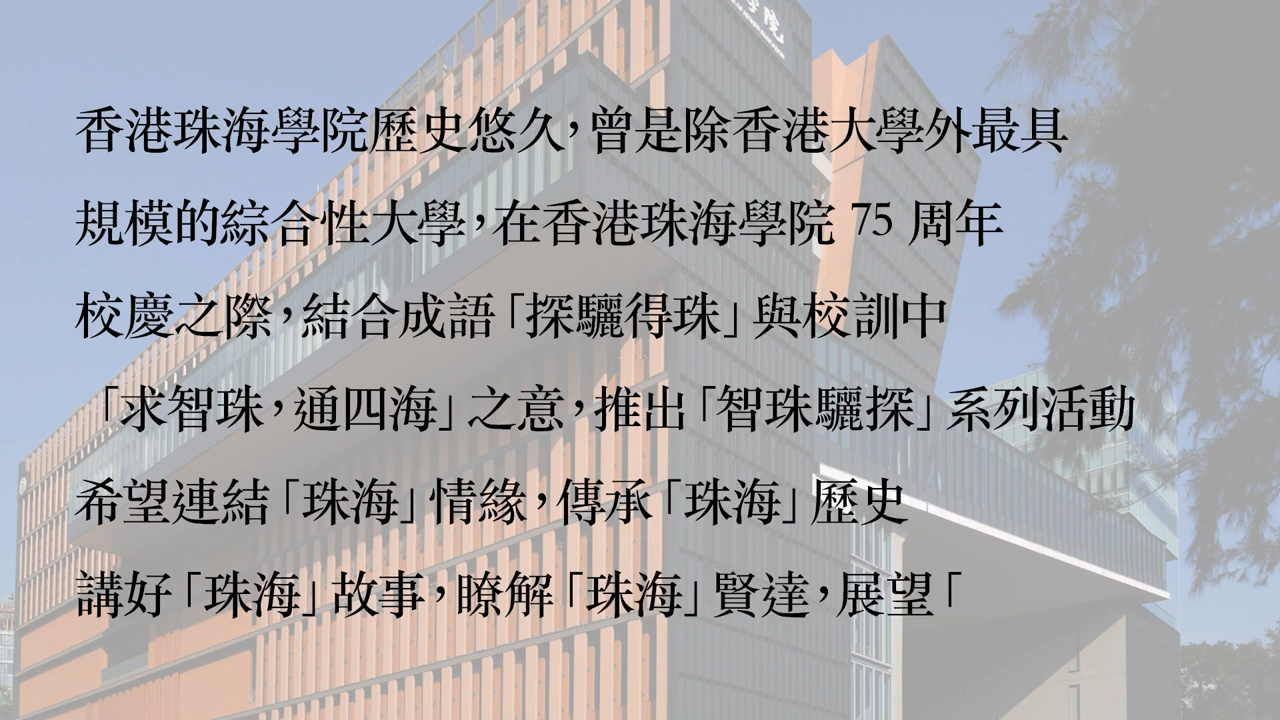 香港珠海學院歷史悠久，曾是除香港大學外最具
規模的綜合性大學，在香港珠海學院 75 周年
校慶之際，結合成語「探驪得珠」與校訓中
「求智珠，通四海」之意，推出「智珠驪探」系列活動
希望連結「珠海」情緣，傳承「珠海」歷史
講好「珠海」故事，瞭解「珠海」賢達，展望「